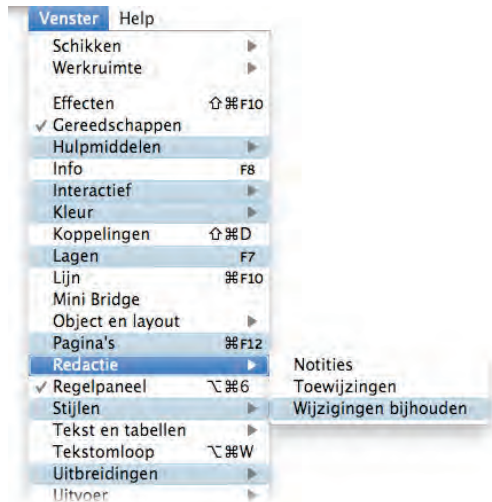 Venster Help
Schikken
Werkruimte
Effecten ⇧⌘F10
✓ Gereedschappen
Hulpmiddelen
Info F8
Interactief
Kleur
Koppelingen ⇧⌘D
Lagen F7
Lijn ⌘F10
Mini Bridge
Object en layout
Pagina's ⌘F12
Redactie Notities
✓ Regelpaneel ⌥⌘6 Toewijzingen
Stijlen Wijzigingen bijhouden
Tekst en tabellen
Tekstomloop ⌥⌘W
Uitbreidingen
Uitvoer